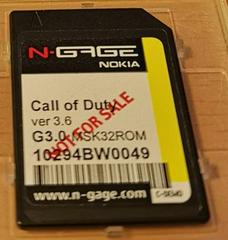 N-GAGE
NOKIA
Call of Duty
ver 3.6
NOT FOR SALE
G3.0-MSK32ROM
10294BW0049
www.n-gage.com